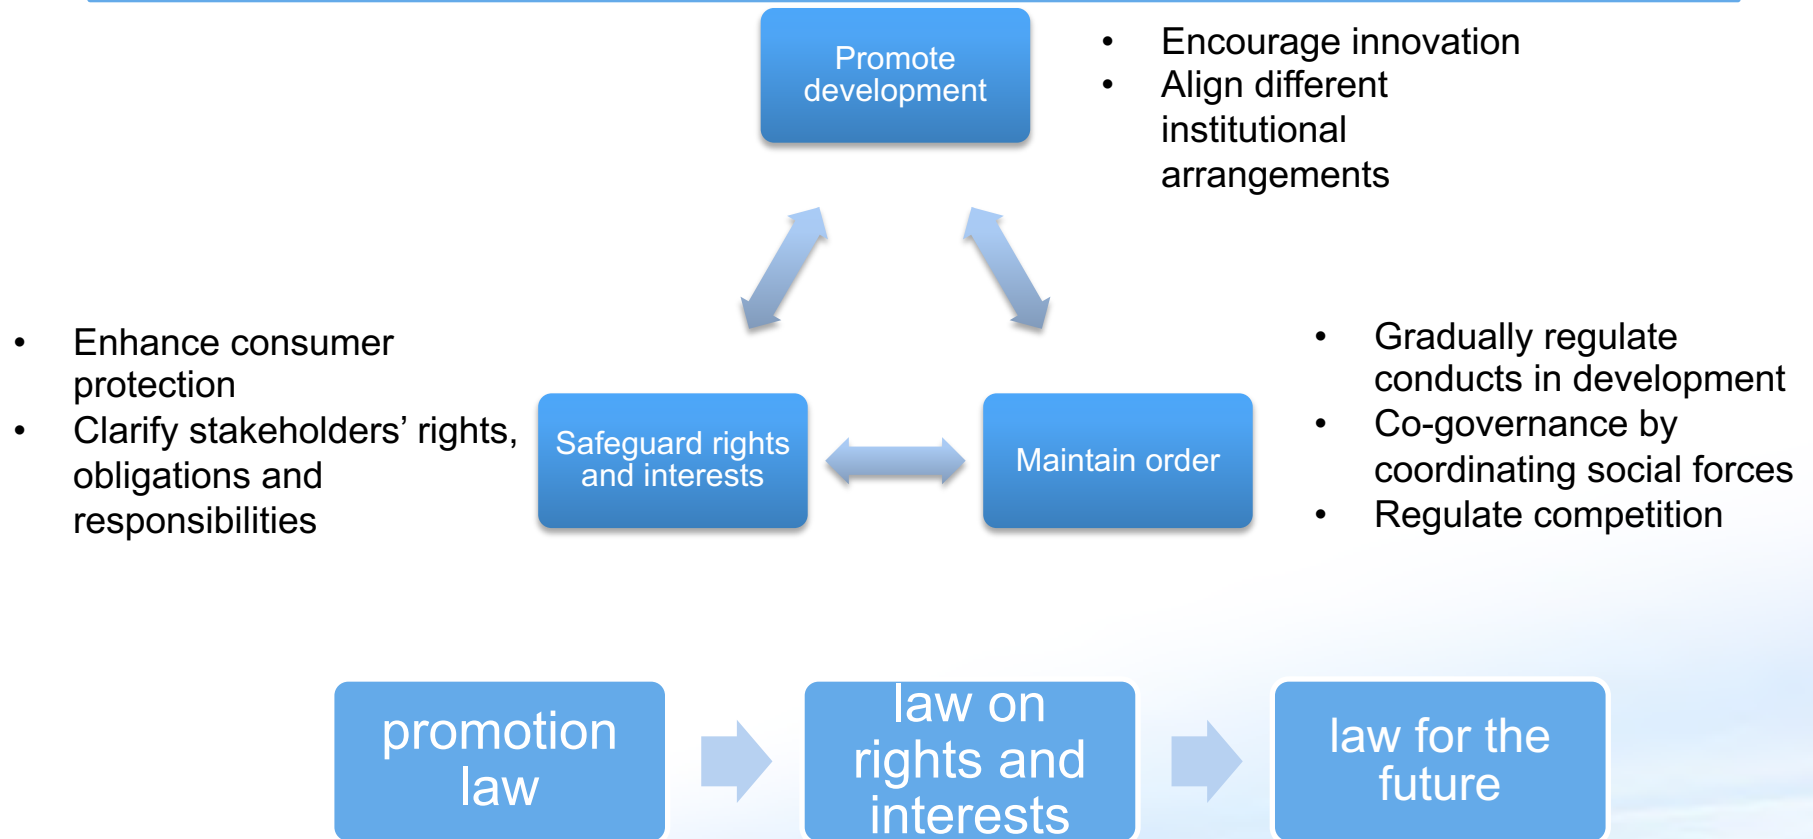 Promote
development
• Encourage innovation
• Align different
institutional
arrangements
• Enhance consumer
protection
• Clarify stakeholders’ rights,
obligations and
responsibilities
Safeguard rights
and interests
Maintain order
• Gradually regulate
conducts in development
• Co-governance by
coordinating social forces
• Regulate competition
promotion
law
law on
rights and
interests
law for the
future